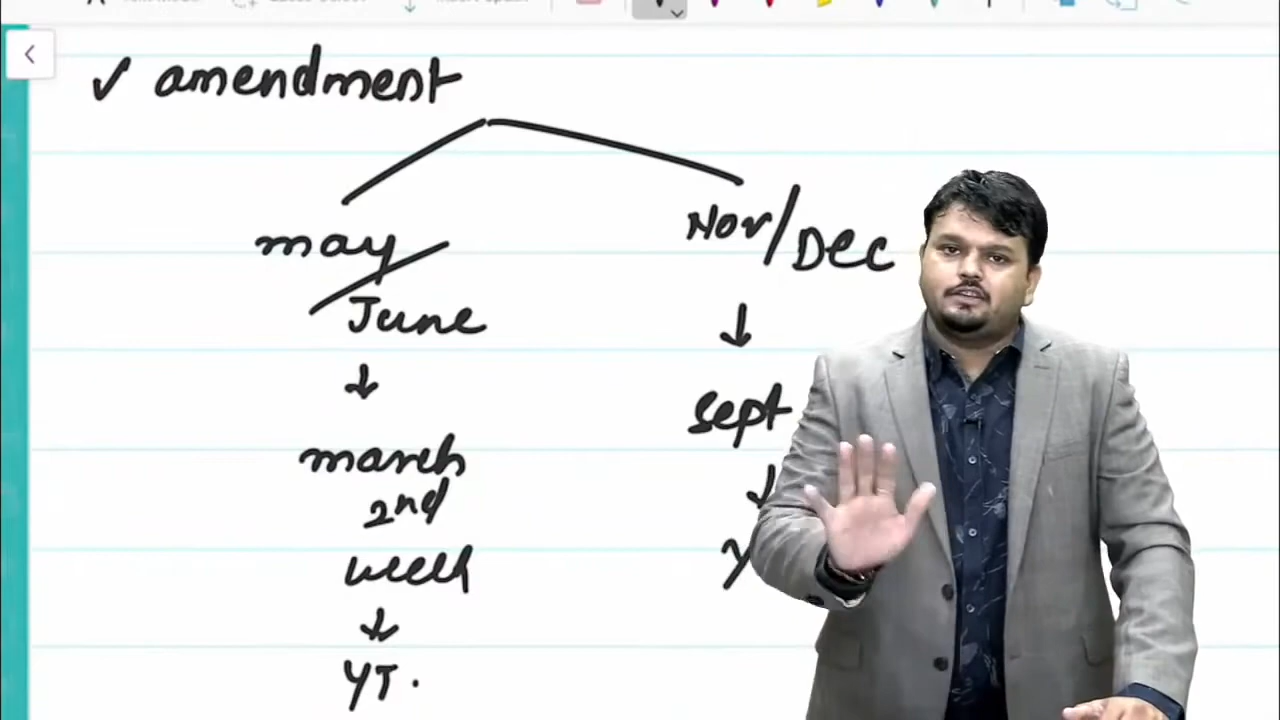 ✓ amendment
may/June
Nov/Dec
↓
↓
march
2nd
week
sept
↓
↓
YT.